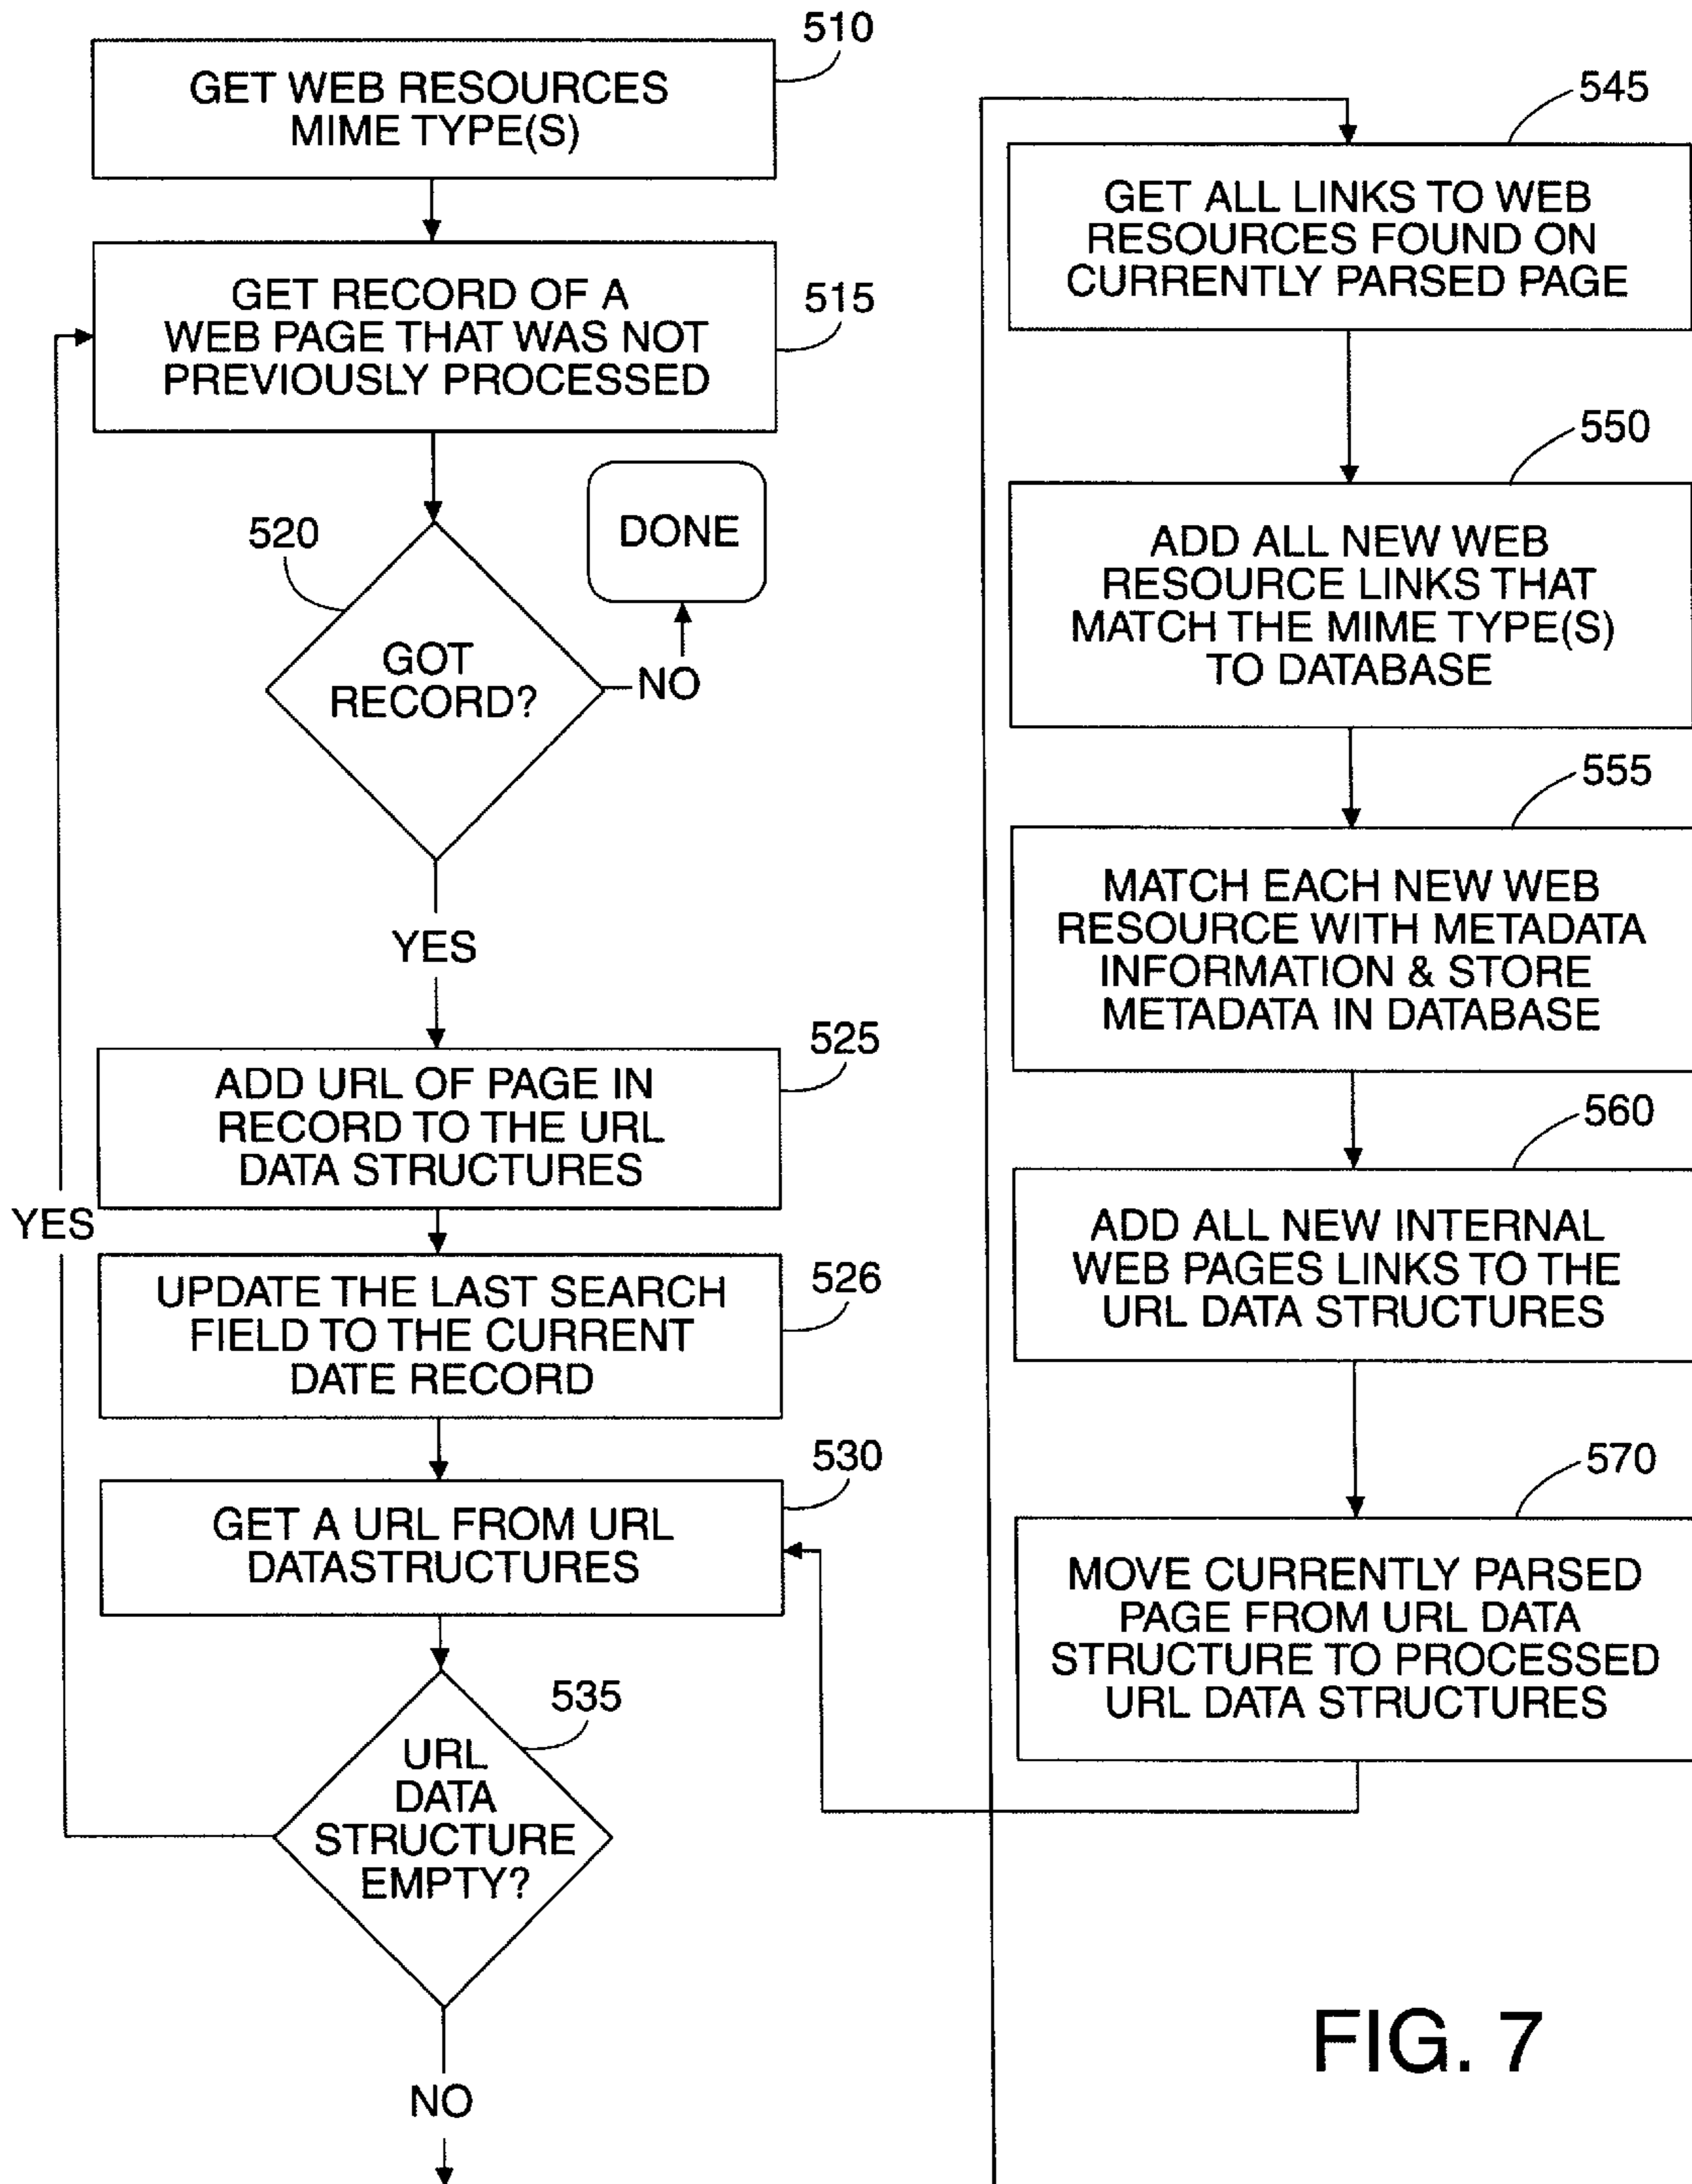 510
GET WEB RESOURCES
MIME TYPE(S)
515
GET RECORD OF A
WEB PAGE THAT WAS NOT
PREVIOUSLY PROCESSED
520
GOT
RECORD?
NO
DONE
YES
525
ADD URL OF PAGE IN
RECORD TO THE URL
DATA STRUCTURES
526
UPDATE THE LAST SEARCH
FIELD TO THE CURRENT
DATE RECORD
530
GET A URL FROM URL
DATASTRUCTURES
535
URL
DATA
STRUCTURE
EMPTY?
YES
NO
545
GET ALL LINKS TO WEB
RESOURCES FOUND ON
CURRENTLY PARSED PAGE
550
ADD ALL NEW WEB
RESOURCE LINKS THAT
MATCH THE MIME TYPE(S)
TO DATABASE
555
MATCH EACH NEW WEB
RESOURCE WITH METADATA
INFORMATION & STORE
METADATA IN DATABASE
560
ADD ALL NEW INTERNAL
WEB PAGES LINKS TO THE
URL DATA STRUCTURES
570
MOVE CURRENTLY PARSED
PAGE FROM URL DATA
STRUCTURE TO PROCESSED
URL DATA STRUCTURES
FIG. 7